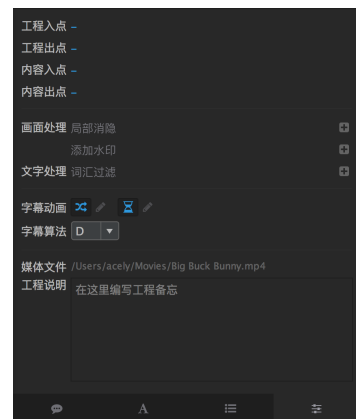 工程入点 –
工程出点 –
内容入点 –
内容出点 –
画面处理 局部消隐
添加水印
文字处理 词汇过滤
字幕动画
字幕算法 D
媒体文件 /Users/acely/Movies/Big Buck Bunny.mp4
工程说明 在这里编写工程备忘
A